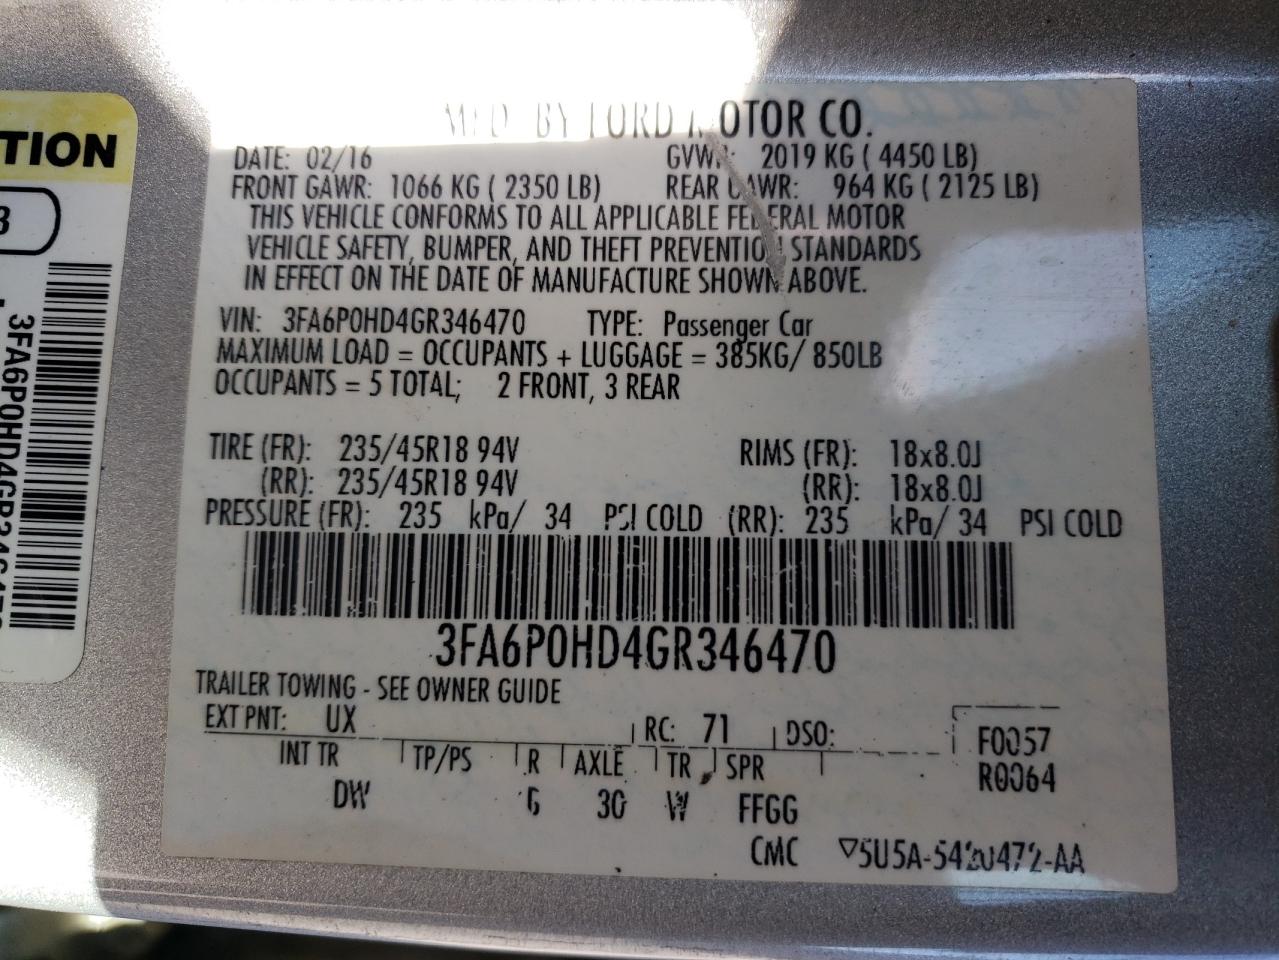 TION
3FA6P0HD4GR346470
MFD BY FORD MOTOR CO.
DATE: 02/16 GVWR: 2019 KG ( 4450 LB)
FRONT GAWR: 1066 KG ( 2350 LB) REAR GAWR: 964 KG ( 2125 LB)
THIS VEHICLE CONFORMS TO ALL APPLICABLE FEDERAL MOTOR
VEHICLE SAFETY, BUMPER, AND THEFT PREVENTION STANDARDS
IN EFFECT ON THE DATE OF MANUFACTURE SHOWN ABOVE.
VIN: 3FA6P0HD4GR346470 TYPE: Passenger Car
MAXIMUM LOAD = OCCUPANTS + LUGGAGE = 385KG/ 850LB
OCCUPANTS = 5 TOTAL; 2 FRONT, 3 REAR
TIRE (FR): 235/45R18 94V RIMS (FR): 18x8.0J
(RR): 235/45R18 94V (RR): 18x8.0J
PRESSURE (FR): 235 kPa/ 34 PSI COLD (RR): 235 kPa/ 34 PSI COLD
3FA6P0HD4GR346470
TRAILER TOWING - SEE OWNER GUIDE
EXT PNT: UX RC: 71 DSO: F0057
INT TR TP/PS R AXLE TR SPR R0064
DW 6 30 W FFGG
CMC ▽5U5A-5420472-AA